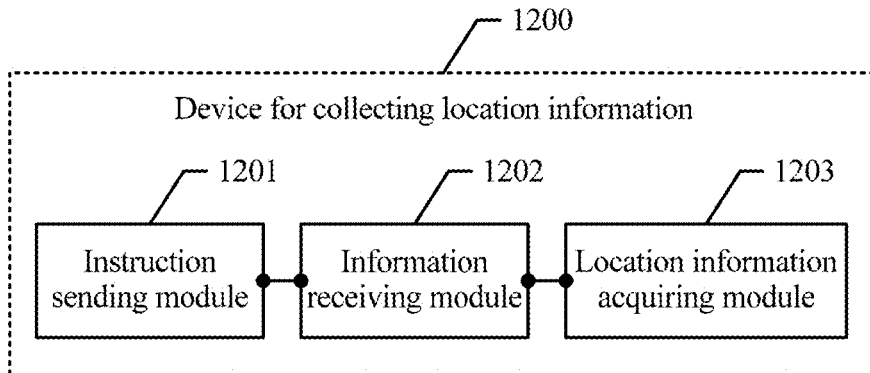 1200
Device for collecting location information
1201
1202
1203
Instruction
sending module
Information
receiving module
Location information
acquiring module